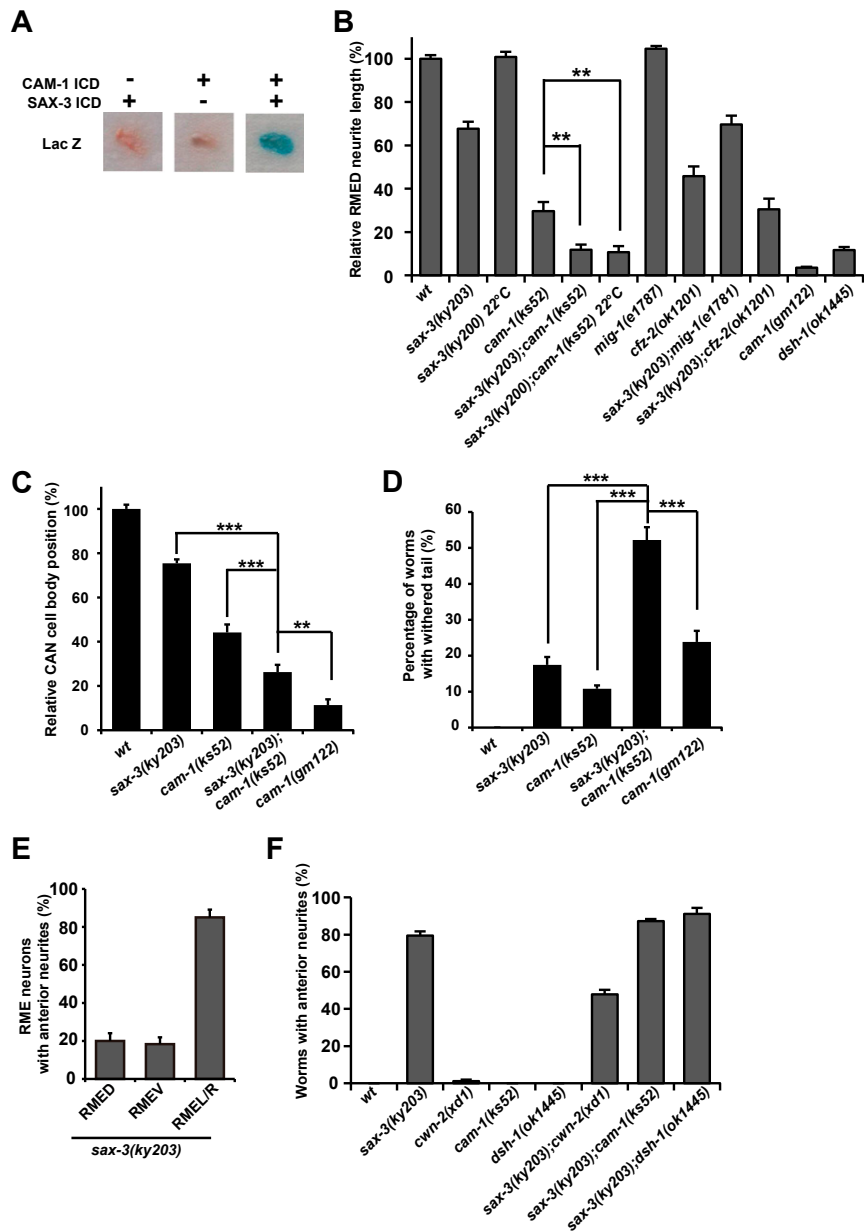 A
CAM-1 ICD - + +
SAX-3 ICD + - +
Lac Z
B
Relative RMED neurite length (%)
120
100
80
60
40
20
0
**
**
wt
sax-3(ky203)
sax-3(ky200) 22°C
cam-1(ks52)
sax-3(ky203);cam-1(ks52)
sax-3(ky200);cam-1(ks52) 22°C
mig-1(e1787)
cfz-2(ok1201)
sax-3(ky203);mig-1(e1781)
sax-3(ky203);cfz-2(ok1201)
cam-1(gm122)
dsh-1(ok1445)
C
Relative CAN cell body position (%)
100
80
60
40
20
0
***
***
**
wt
sax-3(ky203)
cam-1(ks52)
sax-3(ky203);
cam-1(ks52)
cam-1(gm122)
D
Percentage of worms
with withered tail (%)
60
50
40
30
20
10
0
***
***
***
wt
sax-3(ky203)
cam-1(ks52)
sax-3(ky203);
cam-1(ks52)
cam-1(gm122)
E
RME neurons
with anterior neurites (%)
100
80
60
40
20
0
RMED
RMEV
RMEL/R
sax-3(ky203)
F
Worms with anterior neurites (%)
100
80
60
40
20
0
wt
sax-3(ky203)
cwn-2(xd1)
cam-1(ks52)
dsh-1(ok1445)
sax-3(ky203);cwn-2(xd1)
sax-3(ky203);cam-1(ks52)
sax-3(ky203);dsh-1(ok1445)